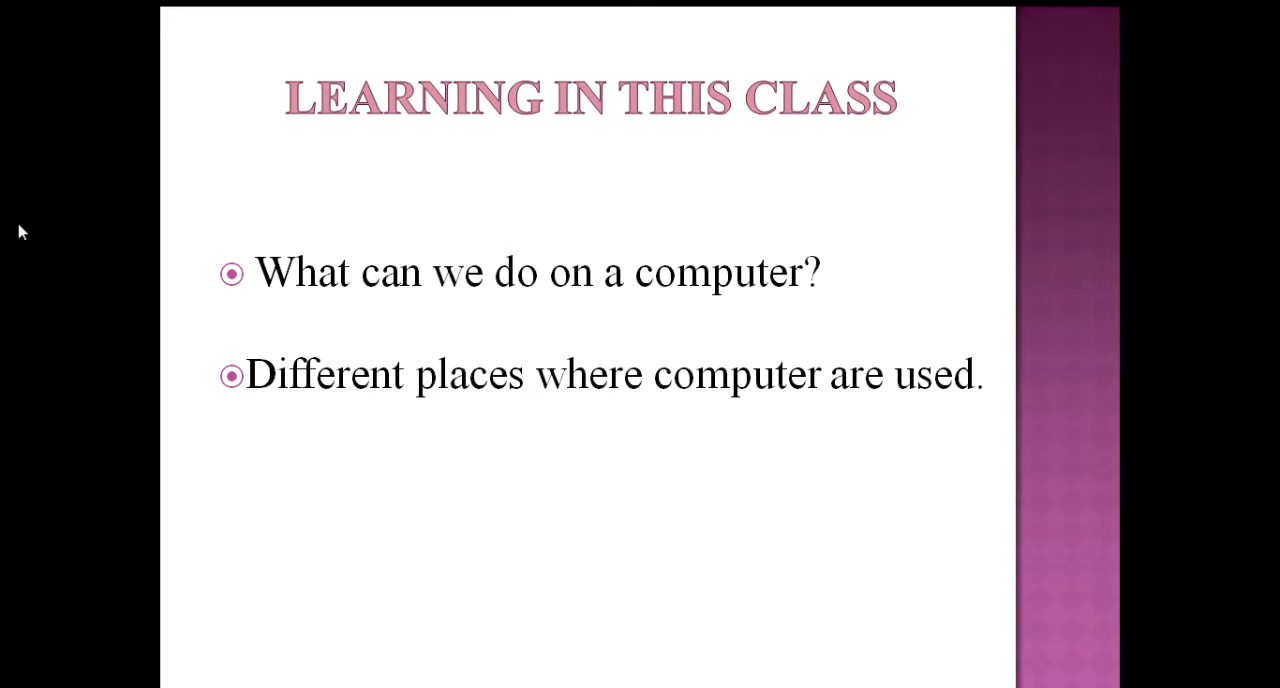 LEARNING IN THIS CLASS
What can we do on a computer?
Different places where computer are used.